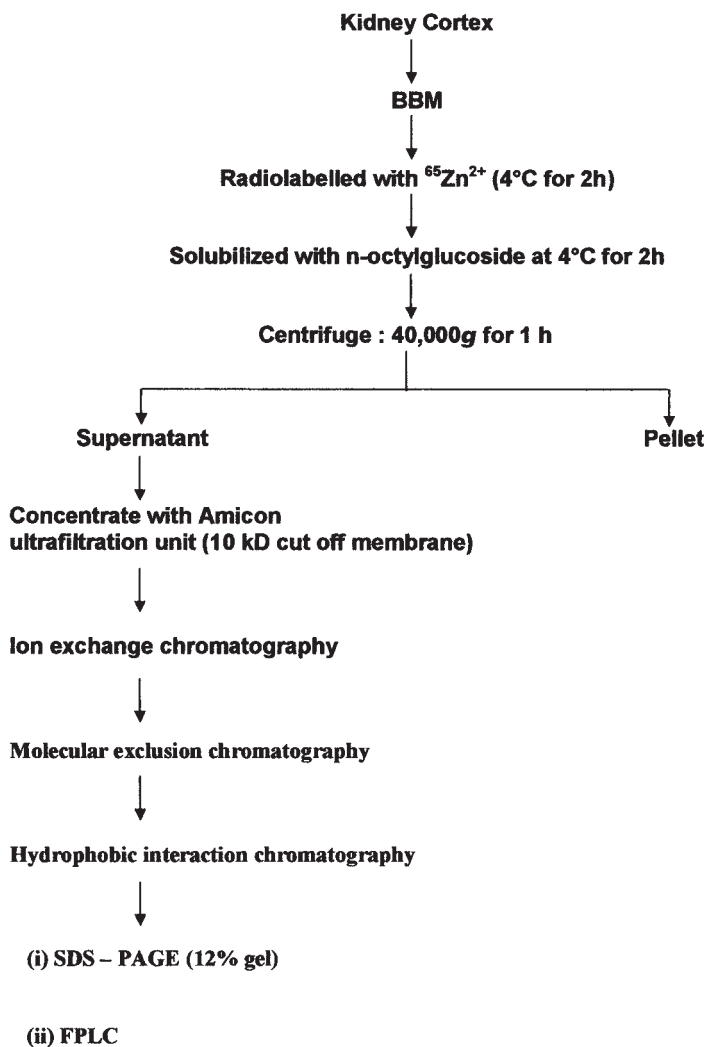 Kidney Cortex
BBM
Radiolabelled with ⁶⁵Zn²⁺ (4°C for 2h)
Solubilized with n-octylglucoside at 4°C for 2h
Centrifuge : 40,000g for 1 h
Supernatant
Pellet
Concentrate with Amicon
ultrafiltration unit (10 kD cut off membrane)
Ion exchange chromatography
Molecular exclusion chromatography
Hydrophobic interaction chromatography
(i) SDS – PAGE (12% gel)
(ii) FPLC